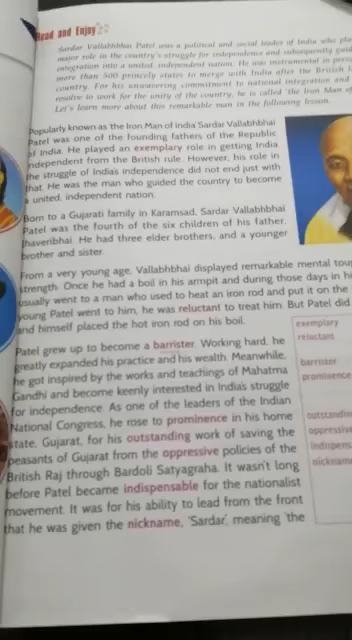 Read and Enjoy
Sardar Vallabhbhai Patel was a political and social leader of India who
major role in the country's struggle for independence and subsequently
integration into a united, independent nation. He was instrumental in
more than 500 princely states to merge with India after the British
country. For his unswerving commitment to national integration and
resolve to work for the unity of the country, he is called 'the Iron Man of
Let's learn more about this remarkable man in the following lesson.
Popularly known as the Iron Man of India Sardar Vallabhbhai
Patel was one of the founding fathers of the Republic
of India. He played an exemplary role in getting India
independent from the British rule. However, his role in
the struggle of India's independence did not end just with
that. He was the man who guided the country to become
a united, independent nation.
Born to a Gujarati family in Karamsad, Sardar Vallabhbhai
Patel was the fourth of the six children of his father,
Jhaveribhai. He had three elder brothers, and a younger
brother and sister.
From a very young age, Vallabhbhai displayed remarkable mental
strength. Once he had a boil in his armpit and during those days in
usually went to a man who used to heat an iron rod and put it on the
young Patel went to him, he was reluctant to treat him. But Patel did
and himself placed the hot iron rod on his boil.
Patel grew up to become a barrister. Working hard, he
greatly expanded his practice and his wealth. Meanwhile,
he got inspired by the works and teachings of Mahatma
Gandhi and become keenly interested in India's struggle
for independence. As one of the leaders of the Indian
National Congress, he rose to prominence in his home
state, Gujarat, for his outstanding work of saving the
peasants of Gujarat from the oppressive policies of the
British Raj through Bardoli Satyagraha. It wasn't long
before Patel became indispensable for the nationalist
movement. It was for his ability to lead from the front
that he was given the nickname, 'Sardar', meaning 'the
exemplary
reluctant
barrister
prominence
outstandin
oppressive
indispens
nickname